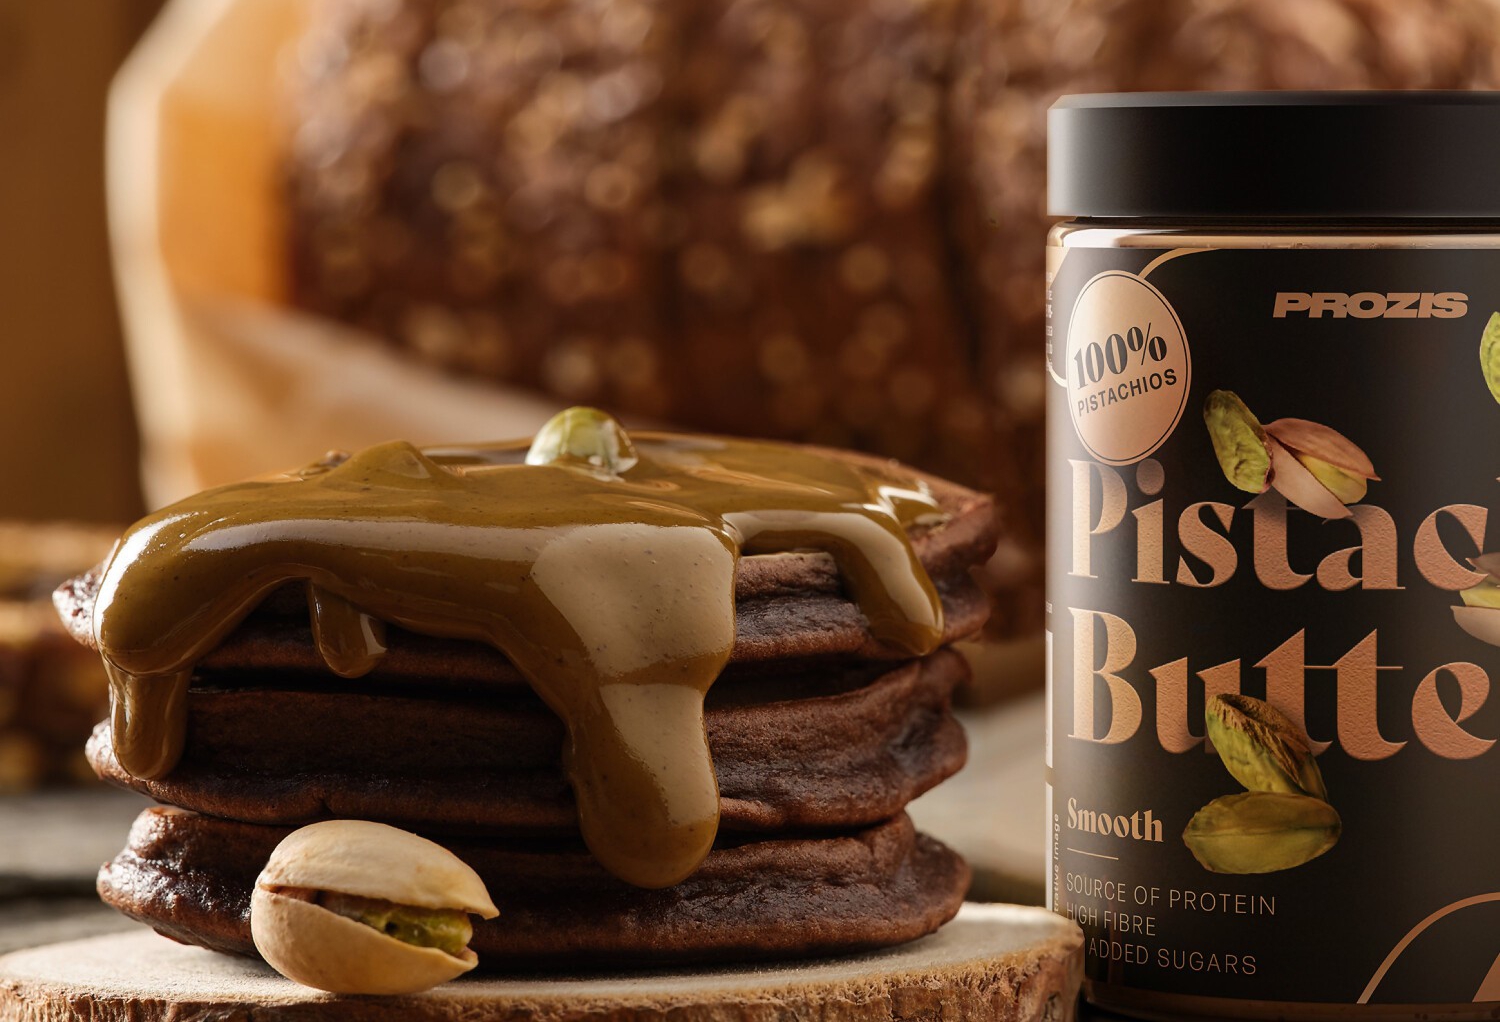 PROZIS
100%
PISTACHIOS
Pistac
Butte
Smooth
SOURCE OF PROTEIN
HIGH FIBRE
ADDED SUGARS